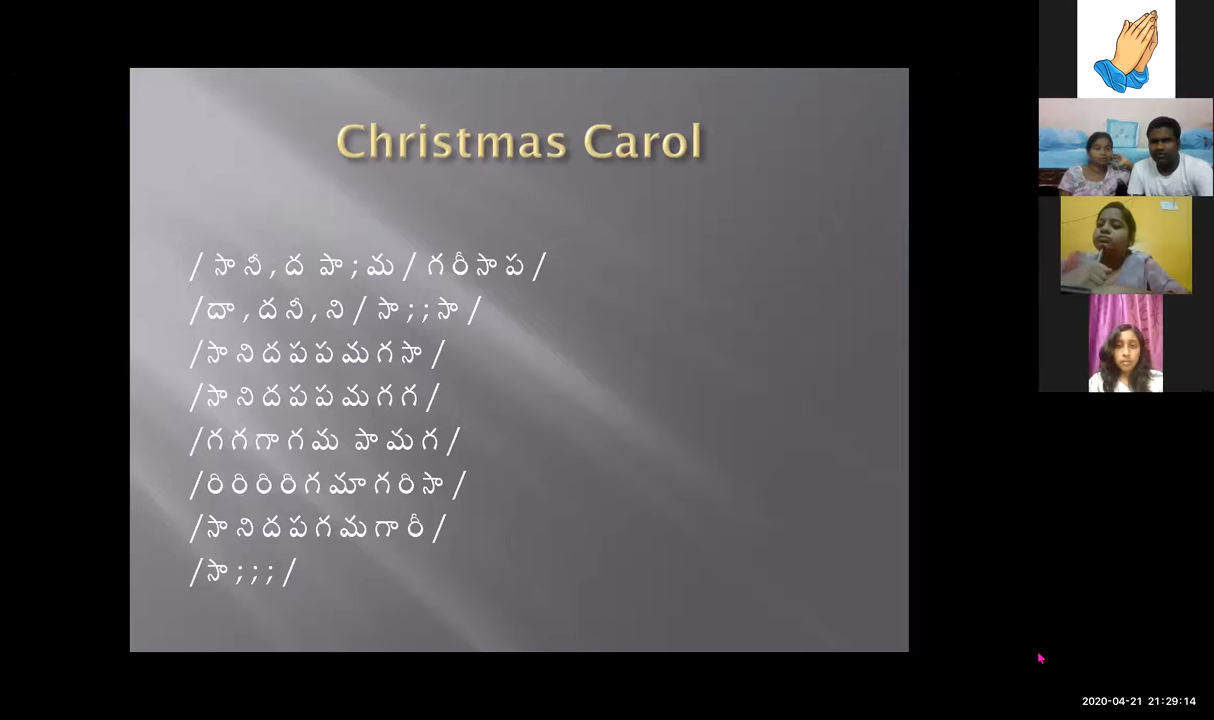 Christmas Carol
/ సా నీ , ద పా ; మ / గ రీ సా ప /
/ దా , ద నీ , ని / సా ; ; సా /
/ సా ని ద ప ప మ గ సా /
/ సా ని ద ప ప మ గ గ /
/ గ గ గా గ మ పా మ గ /
/ రి రి రి రి గ మా గ రి సా /
/ సా ని ద ప గ మ గా రీ /
/ సా ; ; ; /
2020-04-21 21:29:14